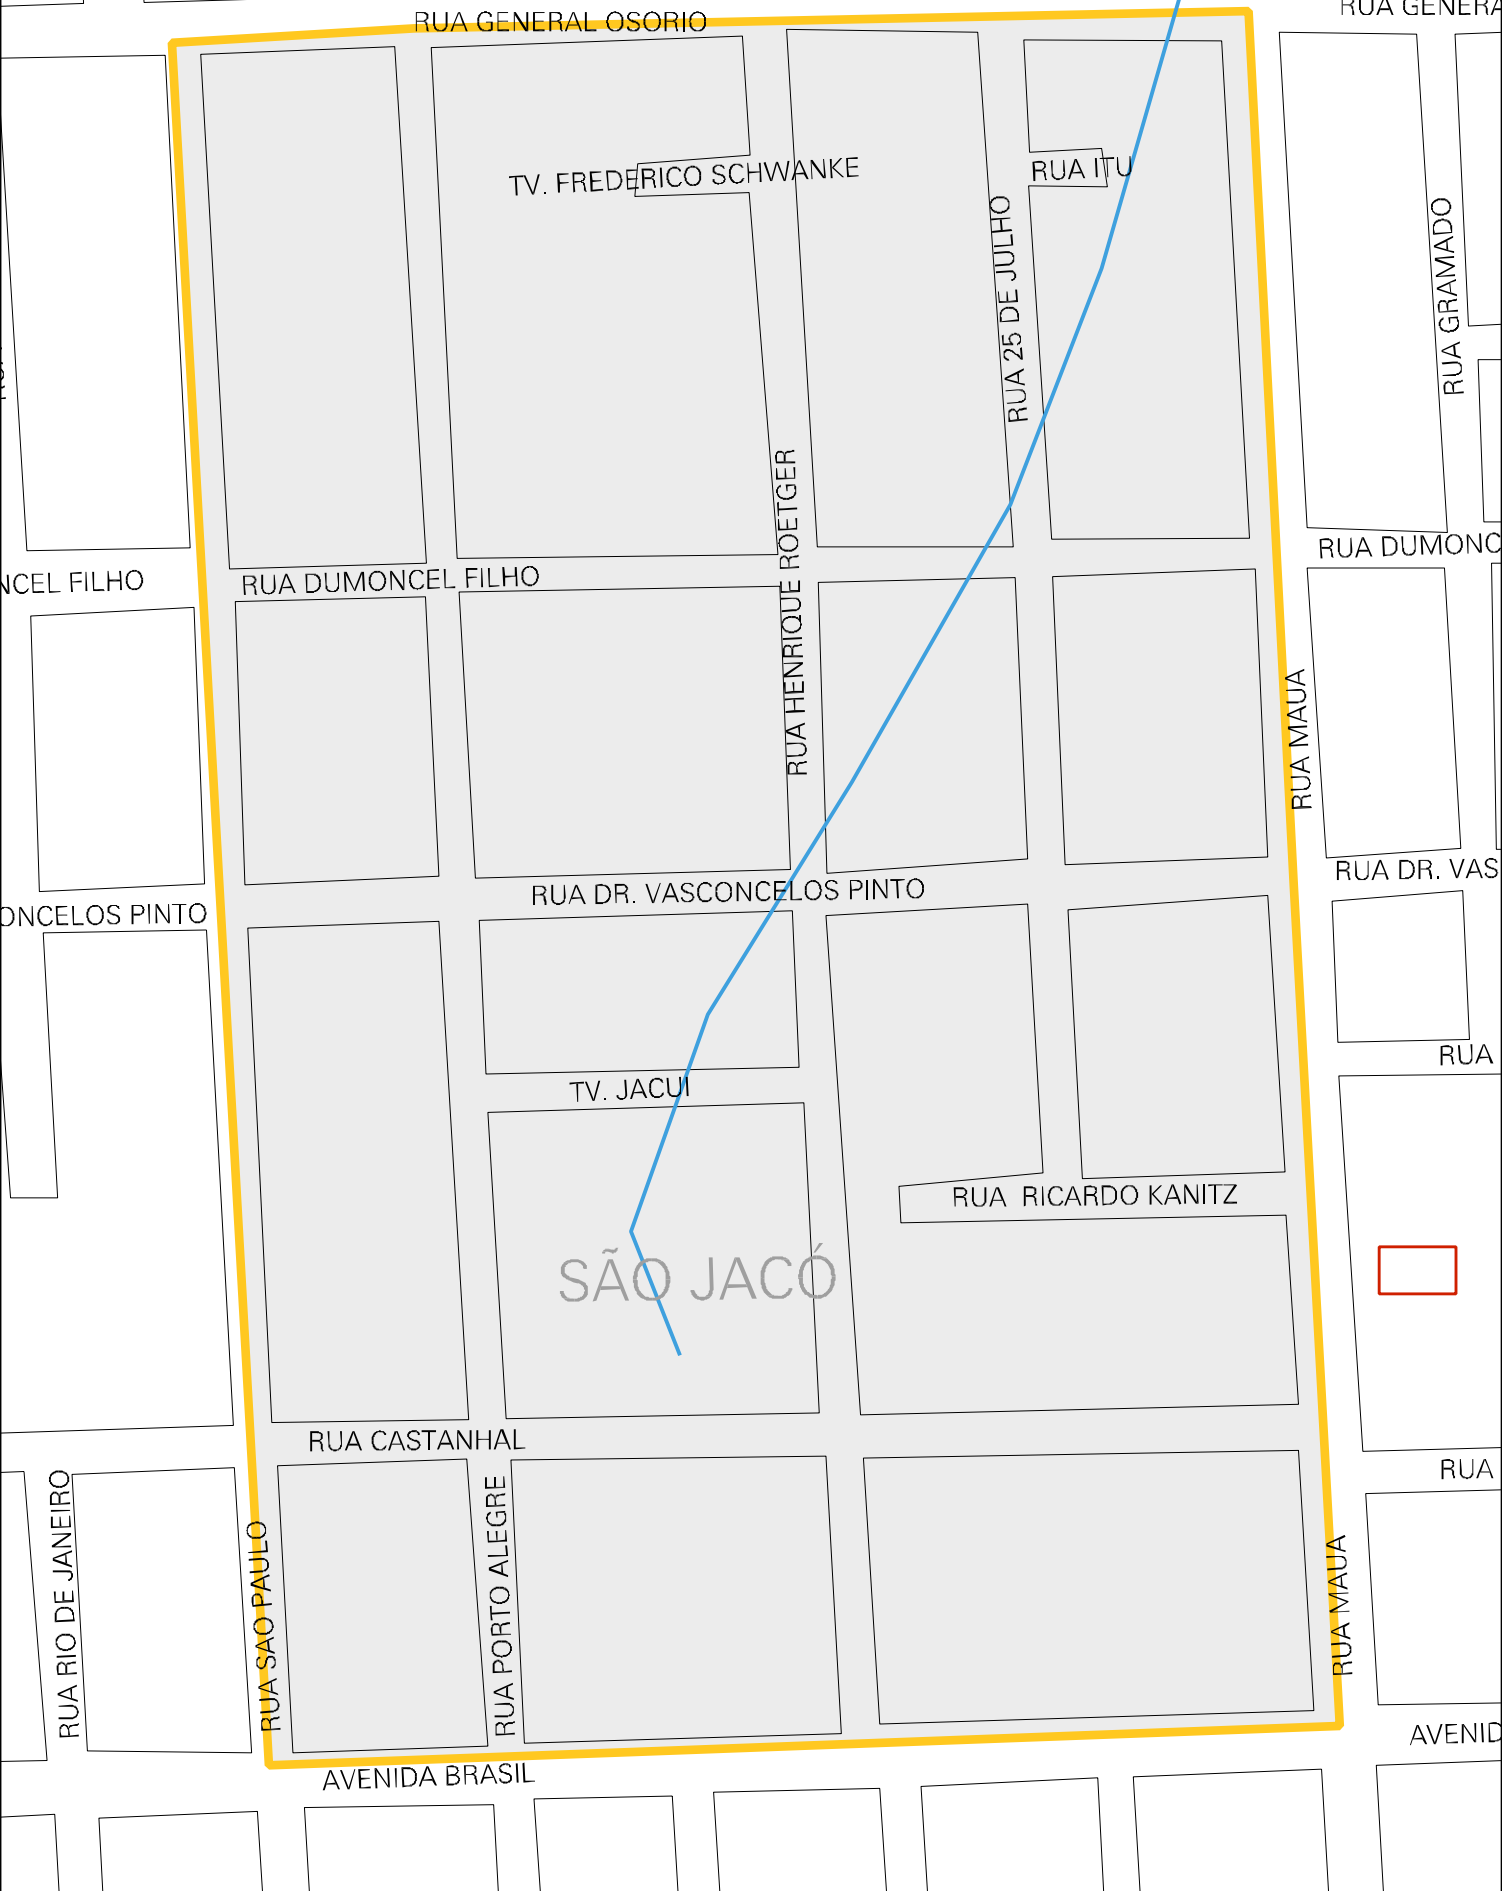 RUA GENERAL OSORIO
RUA GENERA
TV. FREDERICO SCHWANKE
RUA ITU
RUA 25 DE JULHO
RUA GRAMADO
RUA HENRIQUE ROETGER
NCEL FILHO
RUA DUMONCEL FILHO
RUA DUMONC
RUA MAUA
ONCELOS PINTO
RUA DR. VASCONCELOS PINTO
RUA DR. VAS
TV. JACUI
RUA
RUA RICARDO KANITZ
SÃO JACÓ
RUA CASTANHAL
RUA
RUA RIO DE JANEIRO
RUA SAO PAULO
RUA PORTO ALEGRE
RUA MAUA
AVENIDA BRASIL
AVENID